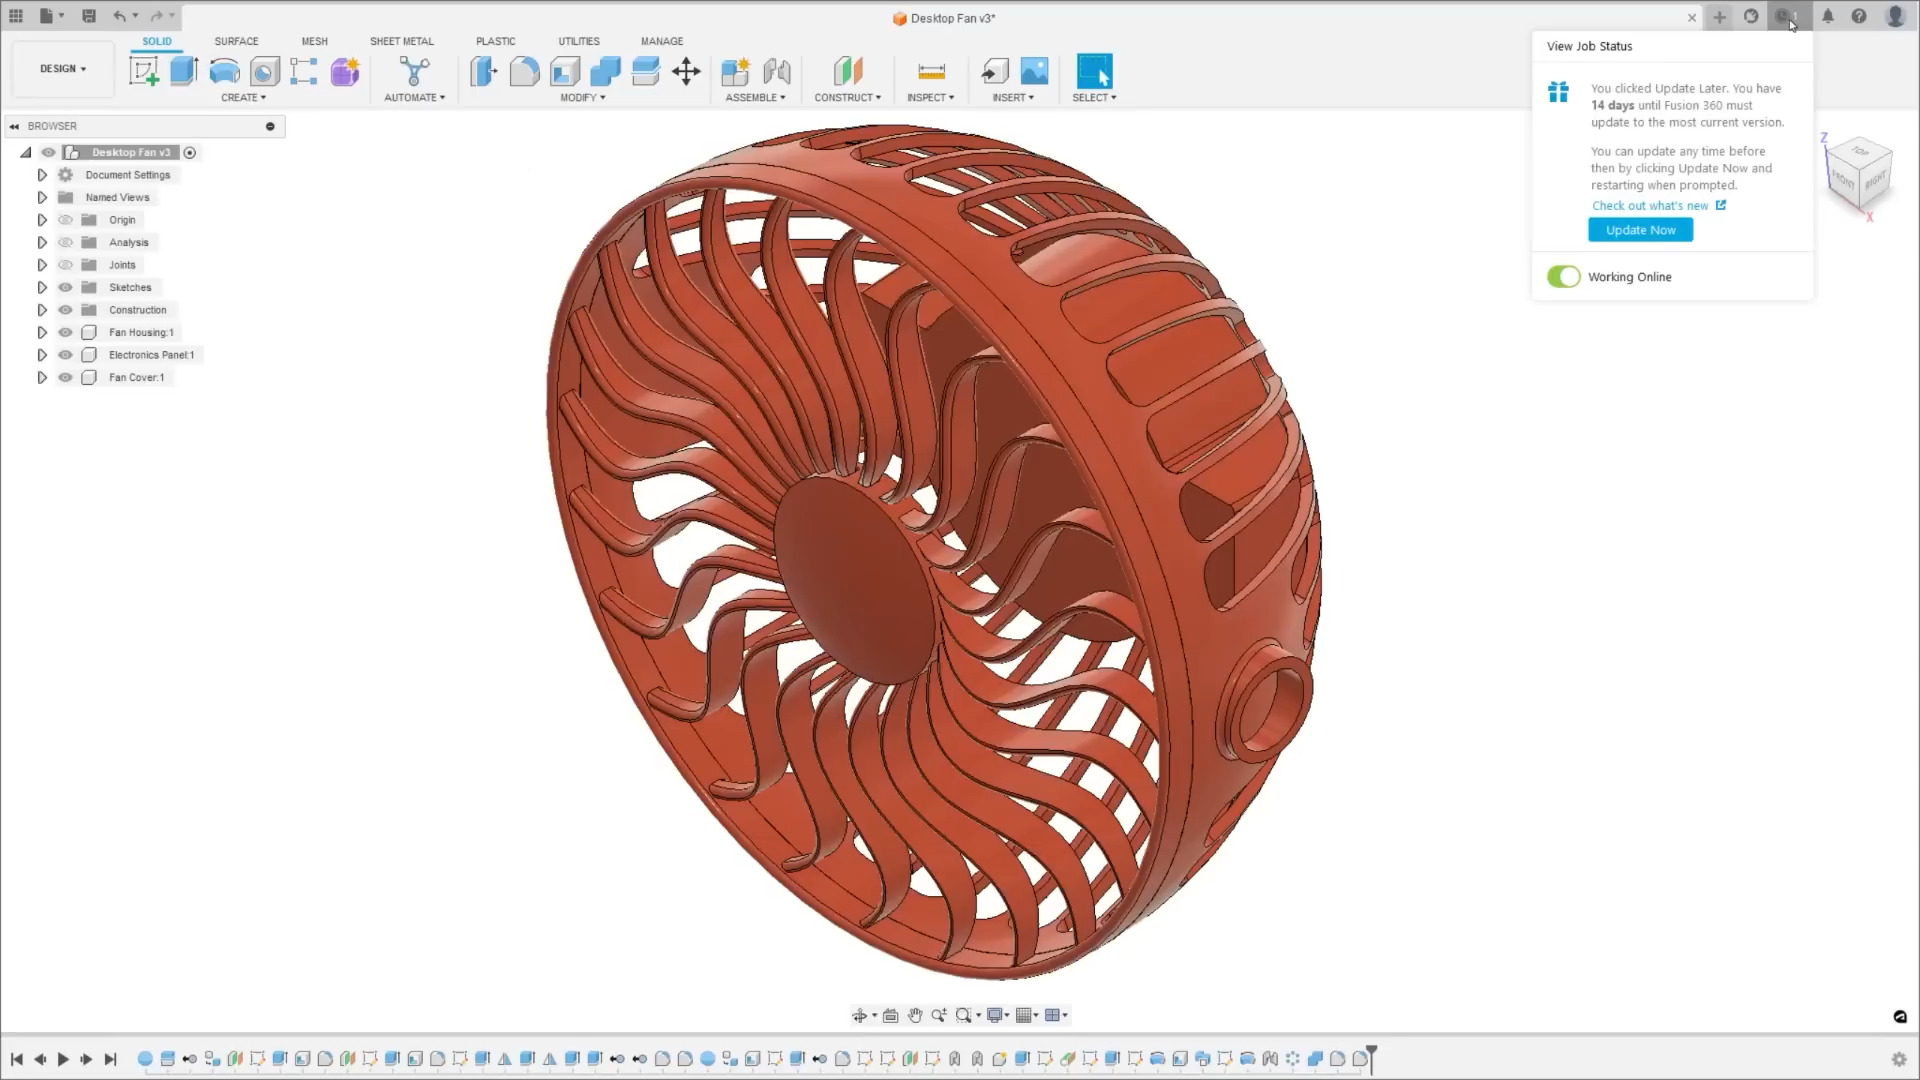 Desktop Fan v3*
1
View Job Status
You clicked Update Later. You have
14 days until Fusion 360 must
update to the most current version.
You can update any time before
then by clicking Update Now and
restarting when prompted.
Check out what's new
Update Now
Working Online
DESIGN
SOLID
SURFACE
MESH
SHEET METAL
PLASTIC
UTILITIES
MANAGE
CREATE
AUTOMATE
MODIFY
ASSEMBLE
CONSTRUCT
INSPECT
INSERT
SELECT
BROWSER
Desktop Fan v3
Document Settings
Named Views
Origin
Analysis
Joints
Sketches
Construction
Fan Housing:1
Electronics Panel:1
Fan Cover:1
Z
TOP
FRONT
RIGHT
X